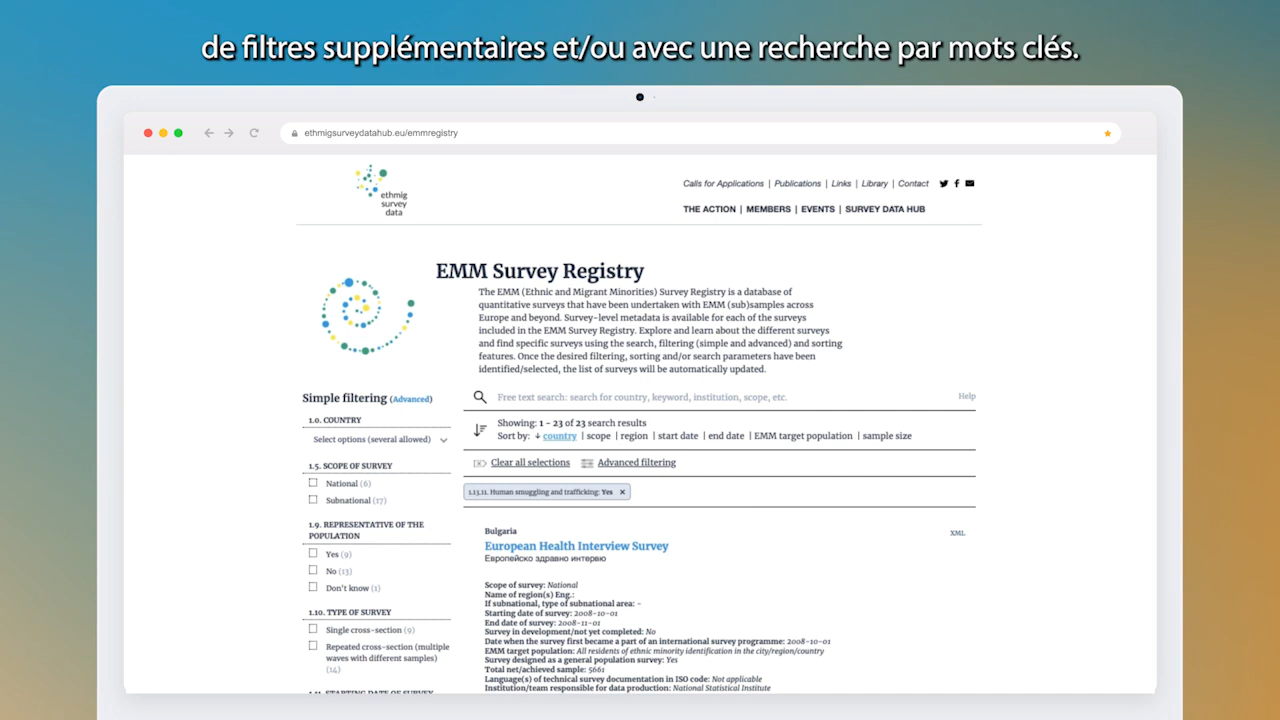 de filtres supplémentaires et/ou avec une recherche par mots clés.
ethmigsurveydatahub.eu/emmregistry
ethmig
survey
data
Calls for Applications | Publications | Links | Library | Contact
THE ACTION | MEMBERS | EVENTS | SURVEY DATA HUB
EMM Survey Registry
The EMM (Ethnic and Migrant Minorities) Survey Registry is a database of
quantitative surveys that have been undertaken with EMM (sub)samples across
Europe and beyond. Survey-level metadata is available for each of the surveys
included in the EMM Survey Registry. Explore and learn about the different surveys
and find specific surveys using the search, filtering (simple and advanced) and sorting
features. Once the desired filtering, sorting and/or search parameters have been
identified/selected, the list of surveys will be automatically updated.
Simple filtering (Advanced)
1.0. COUNTRY
Select options (several allowed)
1.5. SCOPE OF SURVEY
National (6)
Subnational (17)
1.9. REPRESENTATIVE OF THE
POPULATION
Yes (9)
No (13)
Don't know (1)
1.10. TYPE OF SURVEY
Single cross-section (9)
Repeated cross-section (multiple
waves with different samples)
(14)
1.11. STARTING DATE OF SURVEY
Free text search: search for country, keyword, institution, scope, etc.
Help
Showing: 1 - 23 of 23 search results
Sort by: ↓ country | scope | region | start date | end date | EMM target population | sample size
Clear all selections
Advanced filtering
1.13.11. Human smuggling and trafficking: Yes ×
Bulgaria
XML
European Health Interview Survey
Европейско здравно интервю
Scope of survey: National
Name of region(s) Eng.:
If subnational, type of subnational area: -
Starting date of survey: 2008-10-01
End date of survey: 2008-11-01
Survey in development/not yet completed: No
Date when the survey first became a part of an international survey programme: 2008-10-01
EMM target population: All residents of ethnic minority identification in the city/region/country
Survey designed as a general population survey: Yes
Total net/achieved sample: 5661
Language(s) of technical survey documentation in ISO code: Not applicable
Institution/team responsible for data production: National Statistical Institute